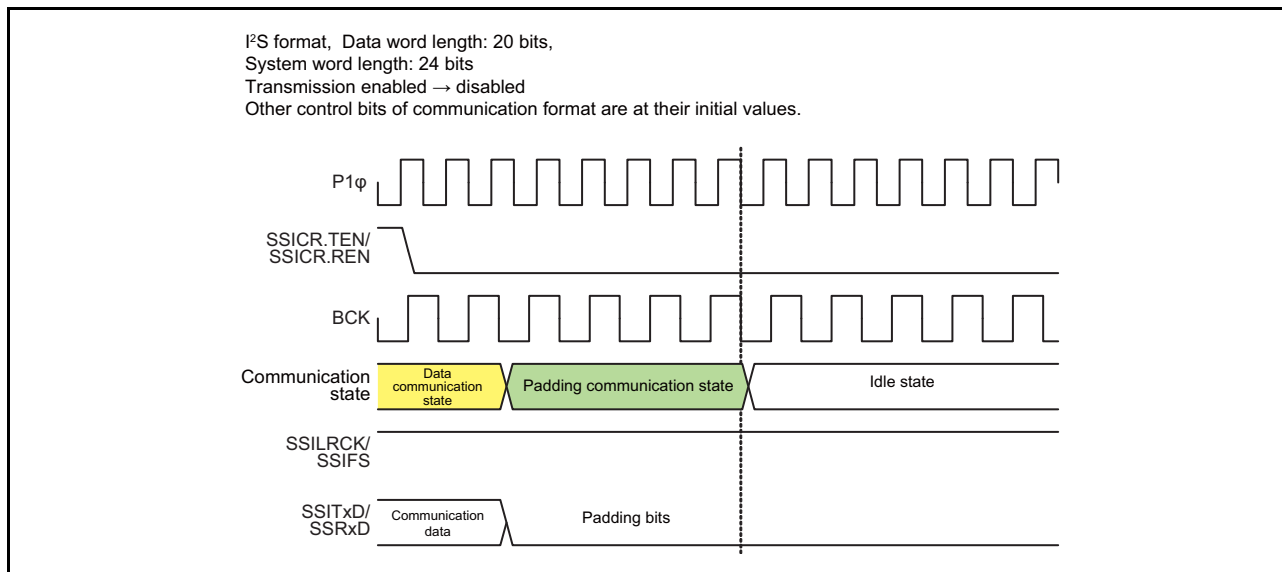 I²S format,  Data word length: 20 bits,
System word length: 24 bits
Transmission enabled → disabled
Other control bits of communication format are at their initial values.
P1φ
SSICR.TEN/
SSICR.REN
BCK
Communication
state
Data
communication
state
Padding communication state
Idle state
SSILRCK/
SSIFS
SSITxD/
SSRxD
Communication
data
Padding bits